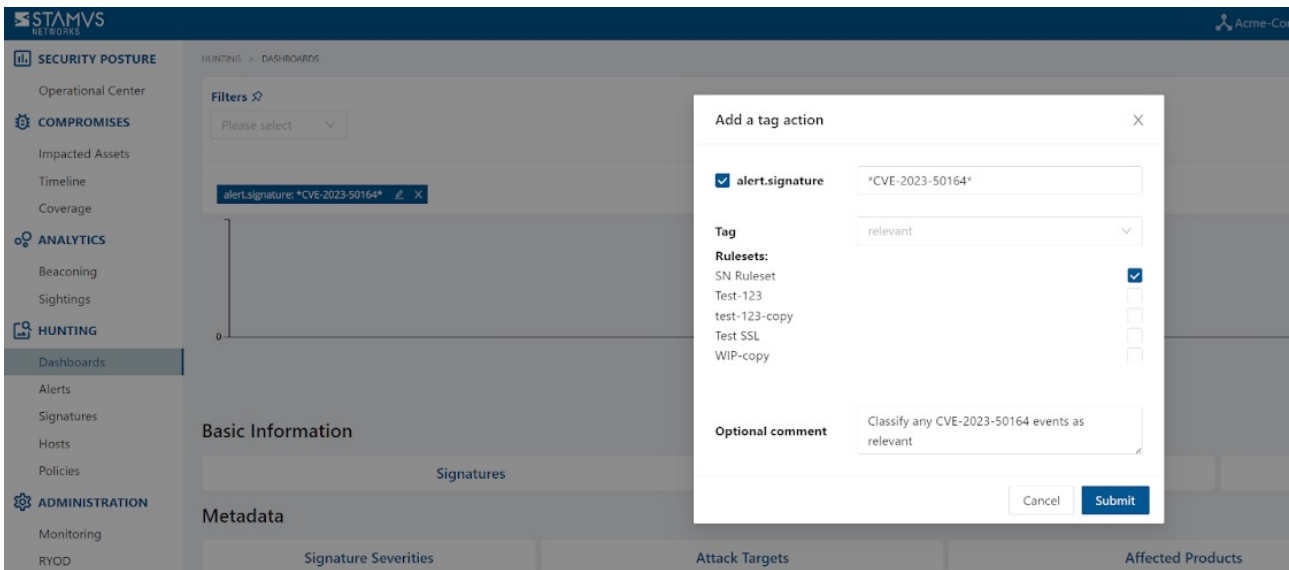 STAMVS
NETWORKS
Acme-Co
SECURITY POSTURE
Operational Center
COMPROMISES
Impacted Assets
Timeline
Coverage
ANALYTICS
Beaconing
Sightings
HUNTING
Dashboards
Alerts
Signatures
Hosts
Policies
ADMINISTRATION
Monitoring
RYOD
HUNTING > DASHBOARDS
Filters
Please select
alert.signature: *CVE-2023-50164*
0
Basic Information
Signatures
Metadata
Signature Severities
Attack Targets
Affected Products
Add a tag action
alert.signature
*CVE-2023-50164*
Tag
relevant
Rulesets:
SN Ruleset
Test-123
test-123-copy
Test SSL
WIP-copy
Optional comment
Classify any CVE-2023-50164 events as
relevant
Cancel
Submit